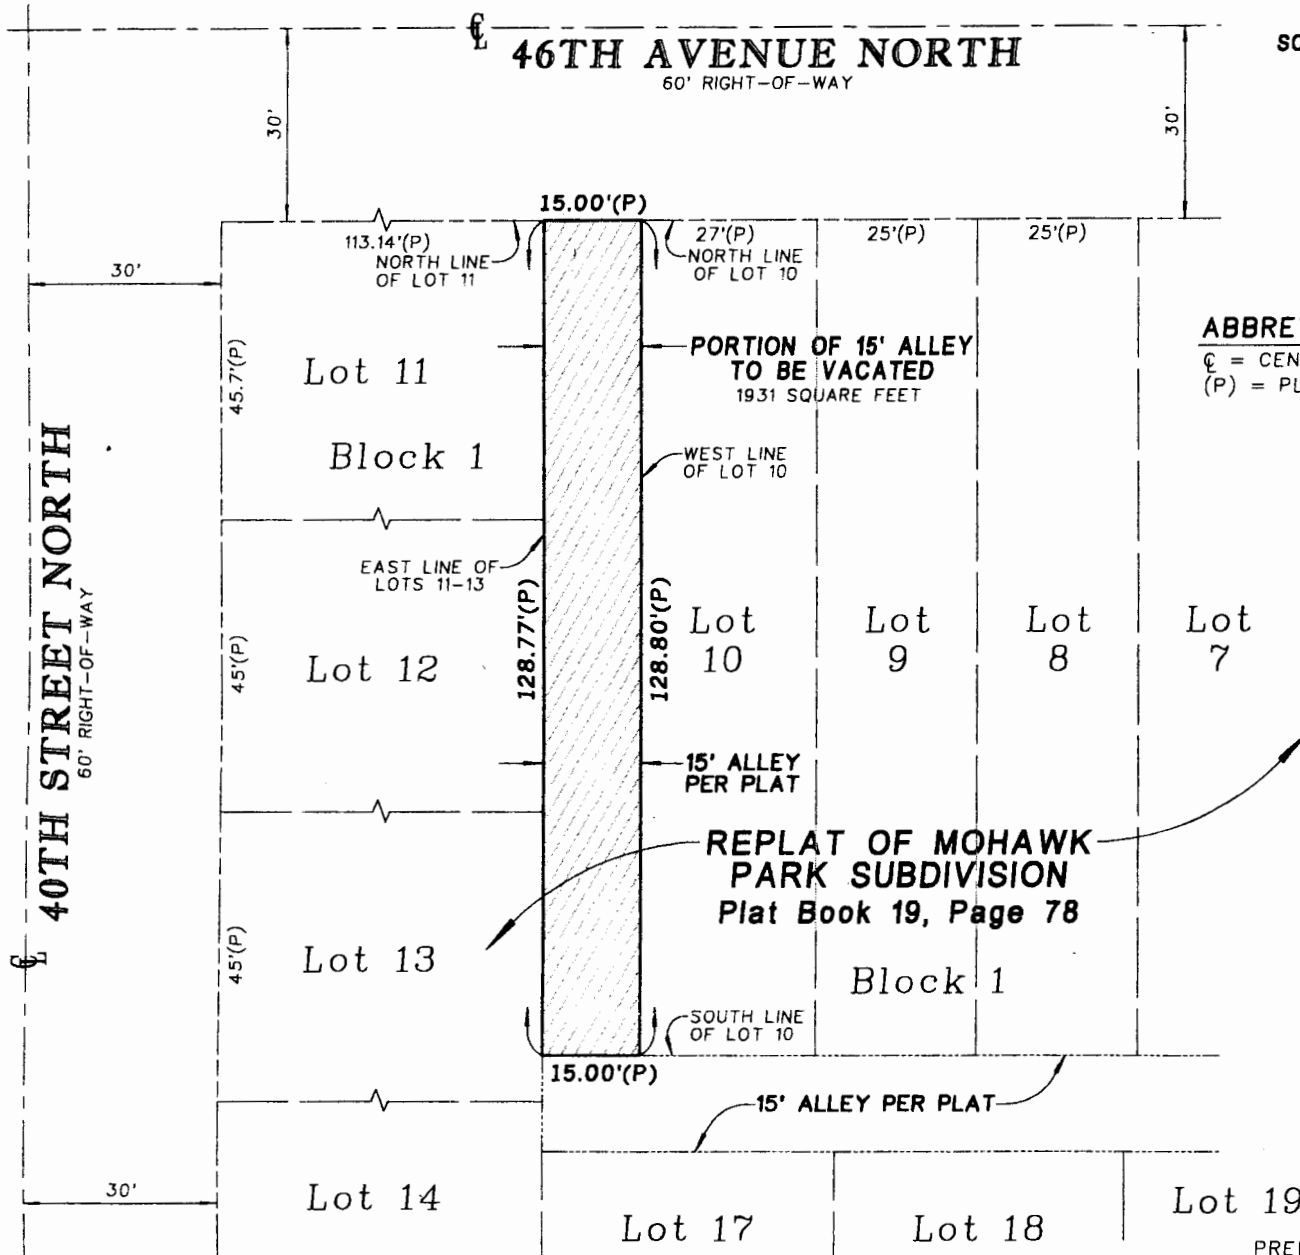 ℄ 46TH AVENUE NORTH
60' RIGHT-OF-WAY
30'
30'
15.00'(P)
113.14'(P)
NORTH LINE
OF LOT 11
27'(P)
NORTH LINE
OF LOT 10
25'(P)
25'(P)
30'
45.7'(P)
Lot 11
Block 1
PORTION OF 15' ALLEY
TO BE VACATED
1931 SQUARE FEET
℄ = CEN
(P) = PL
ABBRE
SC
WEST LINE
OF LOT 10
EAST LINE OF
LOTS 11-13
℄ 40TH STREET NORTH
60' RIGHT-OF-WAY
45'(P)
Lot 12
128.77'(P)
128.80'(P)
Lot
10
Lot
9
Lot
8
Lot
7
15' ALLEY
PER PLAT
REPLAT OF MOHAWK
PARK SUBDIVISION
Plat Book 19, Page 78
45'(P)
Lot 13
Block 1
SOUTH LINE
OF LOT 10
15.00'(P)
15' ALLEY PER PLAT
30'
Lot 14
Lot 17
Lot 18
Lot 19
PREP